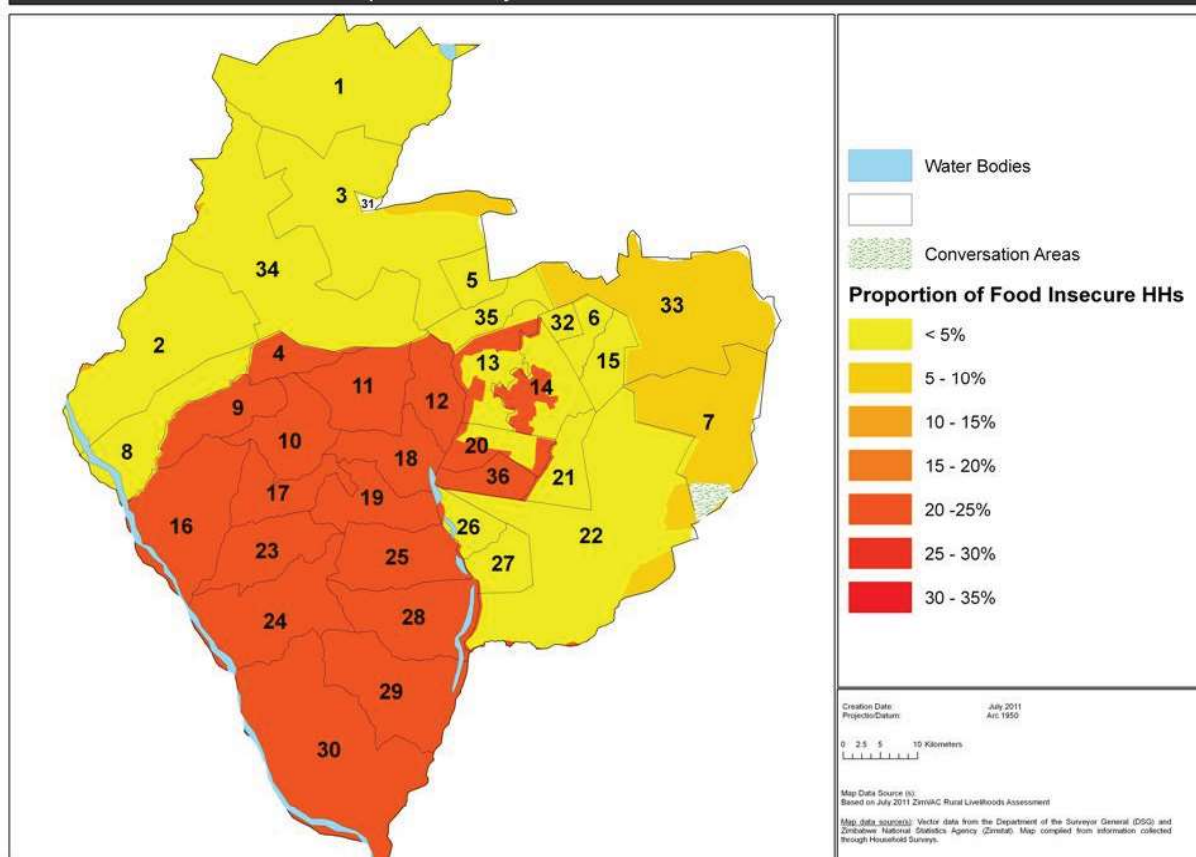 1
3
31
34
5
33
35
32
6
2
4
13
15
11
14
12
9
7
10
8
20
18
36
21
17
19
16
26
22
23
25
27
24
28
29
30
Water Bodies
Conversation Areas
Proportion of Food Insecure HHs
< 5%
5 - 10%
10 - 15%
15 - 20%
20 -25%
25 - 30%
30 - 35%
Creation Date: July 2011
Projectio/Datum: Arc 1950
0 2.5 5 10 Kilometers
Map Data Source (s):
Based on July 2011 ZimVAC Rural Livelihoods Assessment
Map data source(s): Vector data from the Department of the Surveyor General (DSG) and
Zimbabwe National Statistics Agency (Zimstat). Map compiled from information collected
through Household Surveys.